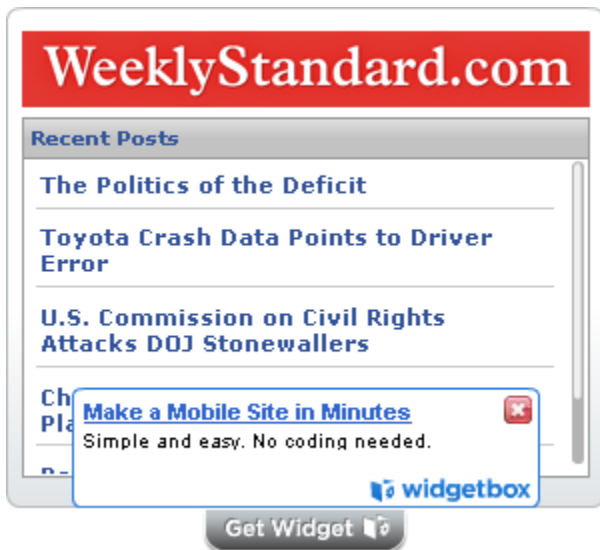 WeeklyStandard.com
Recent Posts
The Politics of the Deficit
Toyota Crash Data Points to Driver
Error
U.S. Commission on Civil Rights
Attacks DOJ Stonewallers
Make a Mobile Site in Minutes
Simple and easy. No coding needed.
widgetbox
Get Widget